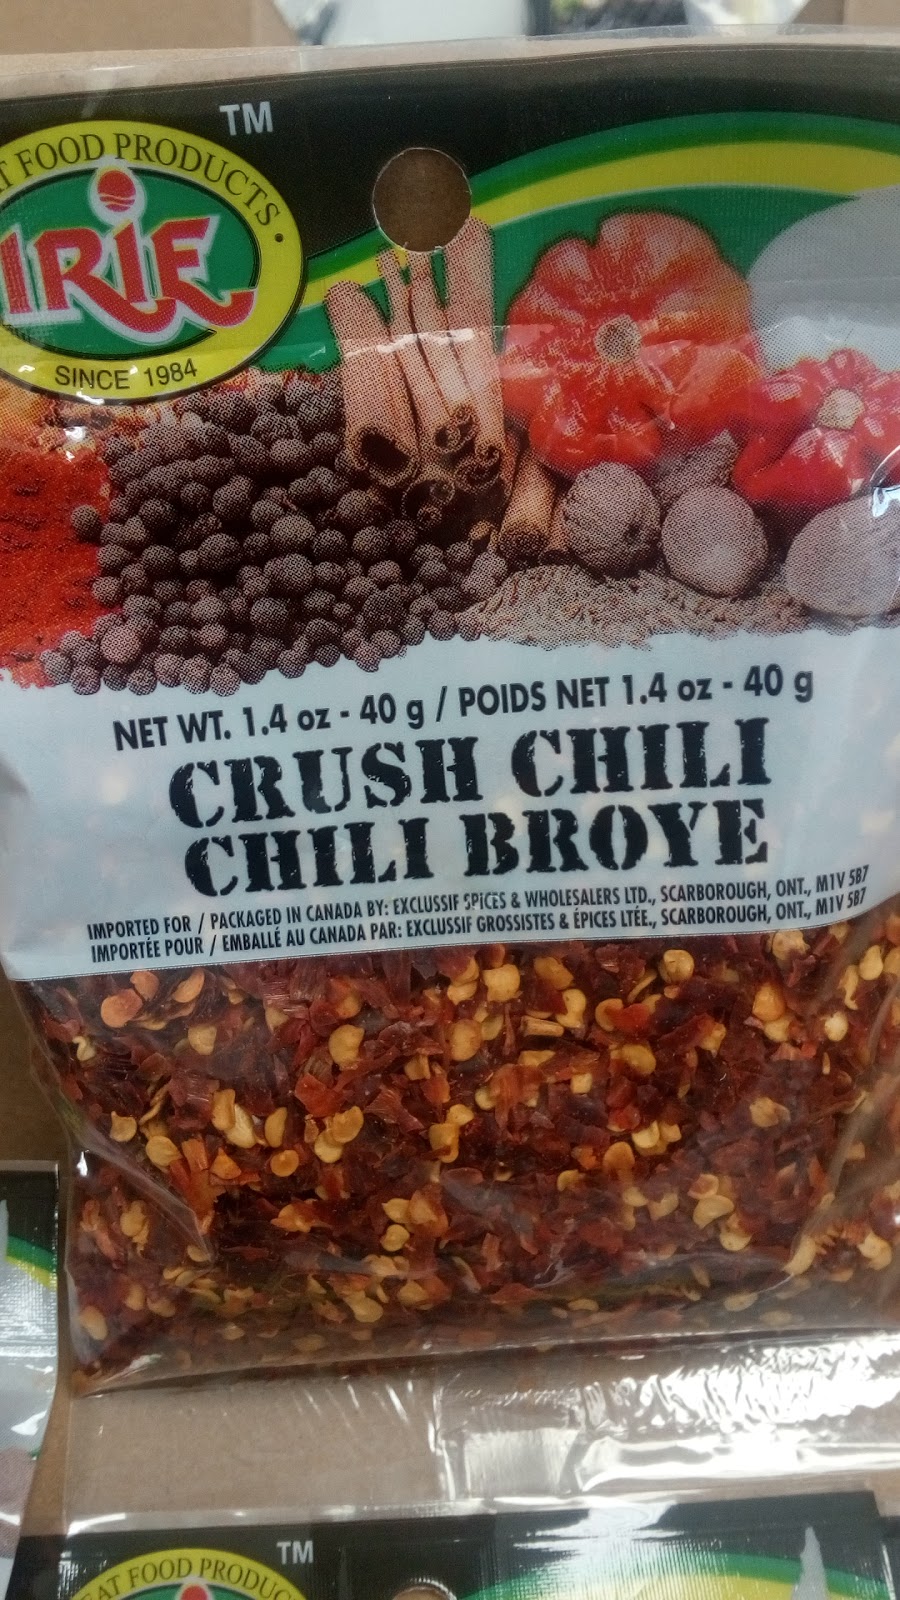 TM
FOOD PRODUCTS •
IRIE
SINCE 1984
NET WT. 1.4 oz - 40 g / POIDS NET 1.4 oz - 40 g
CRUSH CHILI
CHILI BROYE
IMPORTED FOR / PACKAGED IN CANADA BY: EXCLUSSIF SPICES & WHOLESALERS LTD., SCARBOROUGH, ONT., M1V 5B7
IMPORTÉE POUR / EMBALLÉ AU CANADA PAR: EXCLUSSIF GROSSISTES & ÉPICES LTÉE., SCARBOROUGH, ONT., M1V 5B7
TM
EAT FOOD PRODUC